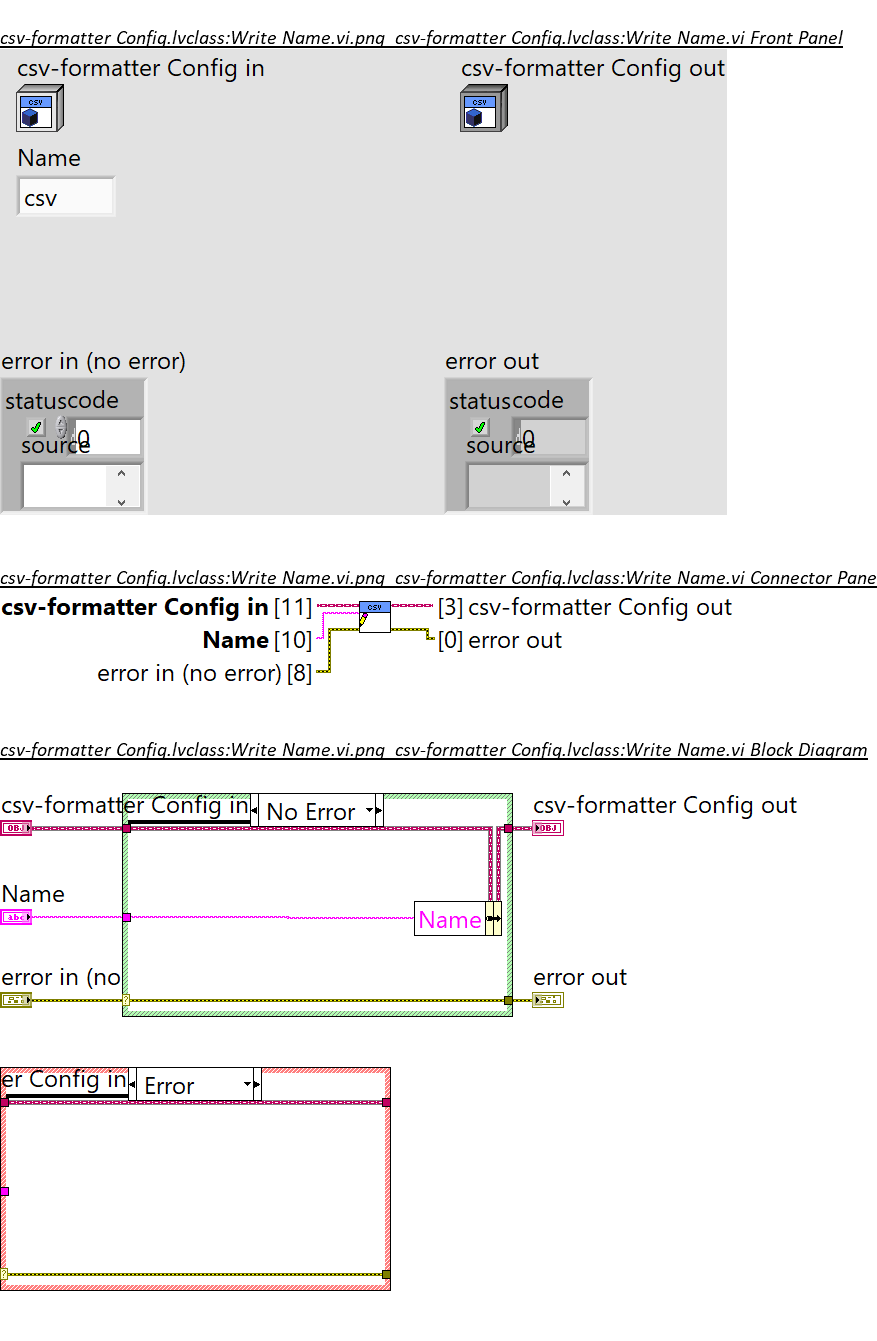 csv-formatter Config.lvclass:Write Name.vi.png csv-formatter Config.lvclass:Write Name.vi Front Panel
csv-formatter Config in
csv-formatter Config out
csv
csv
Name
csv
error in (no error)
error out
status code
status code
0
0
source
source
csv-formatter Config.lvclass:Write Name.vi.png csv-formatter Config.lvclass:Write Name.vi Connector Pane
csv-formatter Config in [11]
csv
[3] csv-formatter Config out
Name [10]
[0] error out
error in (no error) [8]
csv-formatter Config.lvclass:Write Name.vi.png csv-formatter Config.lvclass:Write Name.vi Block Diagram
csv-formatter Config in
No Error
csv-formatter Config out
OBJ
OBJ
Name
abc
Name
error in (no
error out
?
er Config in
Error
?